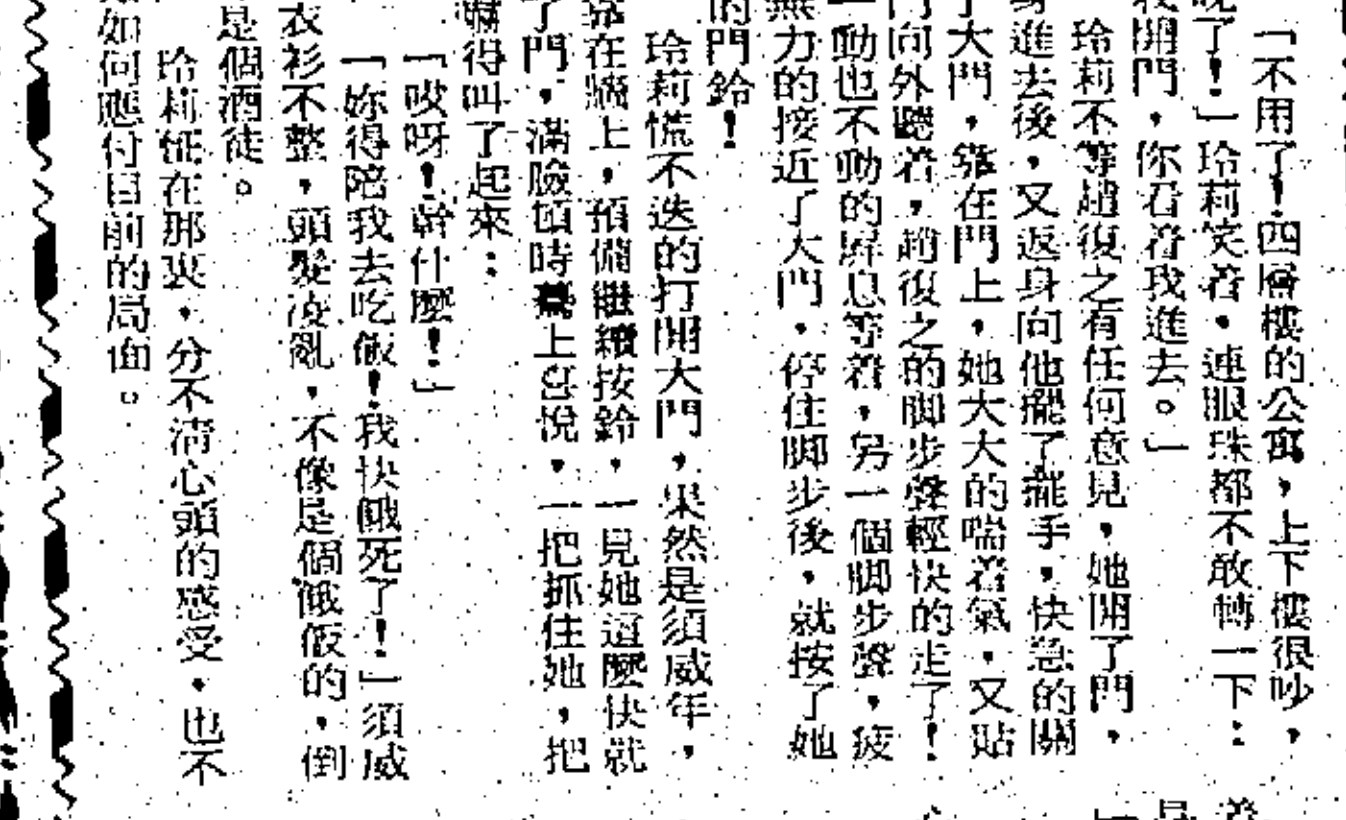 「不用了！四層樓的公寓，上下樓很吵，
晚了！」玲莉笑着，連眼珠都不敢轉一下：
我開門，你看着我進去。」
玲莉不等趙復之有任何意見，她開了門，
身進去後，又返身向他擺了擺手，快急的關
了大門，靠在門上，她大大的喘着氣，又貼
門向外聽着，趙復之的脚步聲輕快的走了！
一動也不動的屏息等着，另一個脚步聲，疲
無力的接近了大門，停住脚步後，就按了她
的門鈴！
玲莉慌不迭的打開大門，果然是須威年，
靠在牆上，預備繼續按鈴，一見她這麼快就
了門，滿臉頓時上喜悅，一把抓住她，把
嚇得叫了起來：
「哎呀！幹什麼！」
「妳得陪我去吃飯！我快餓死了！」須威
衣衫不整，頭髮凌亂，不像是個餓飯的，倒
是個酒徒。
玲莉怔在那裏，分不清心頭的感受，也不
如何應付目前的局面。